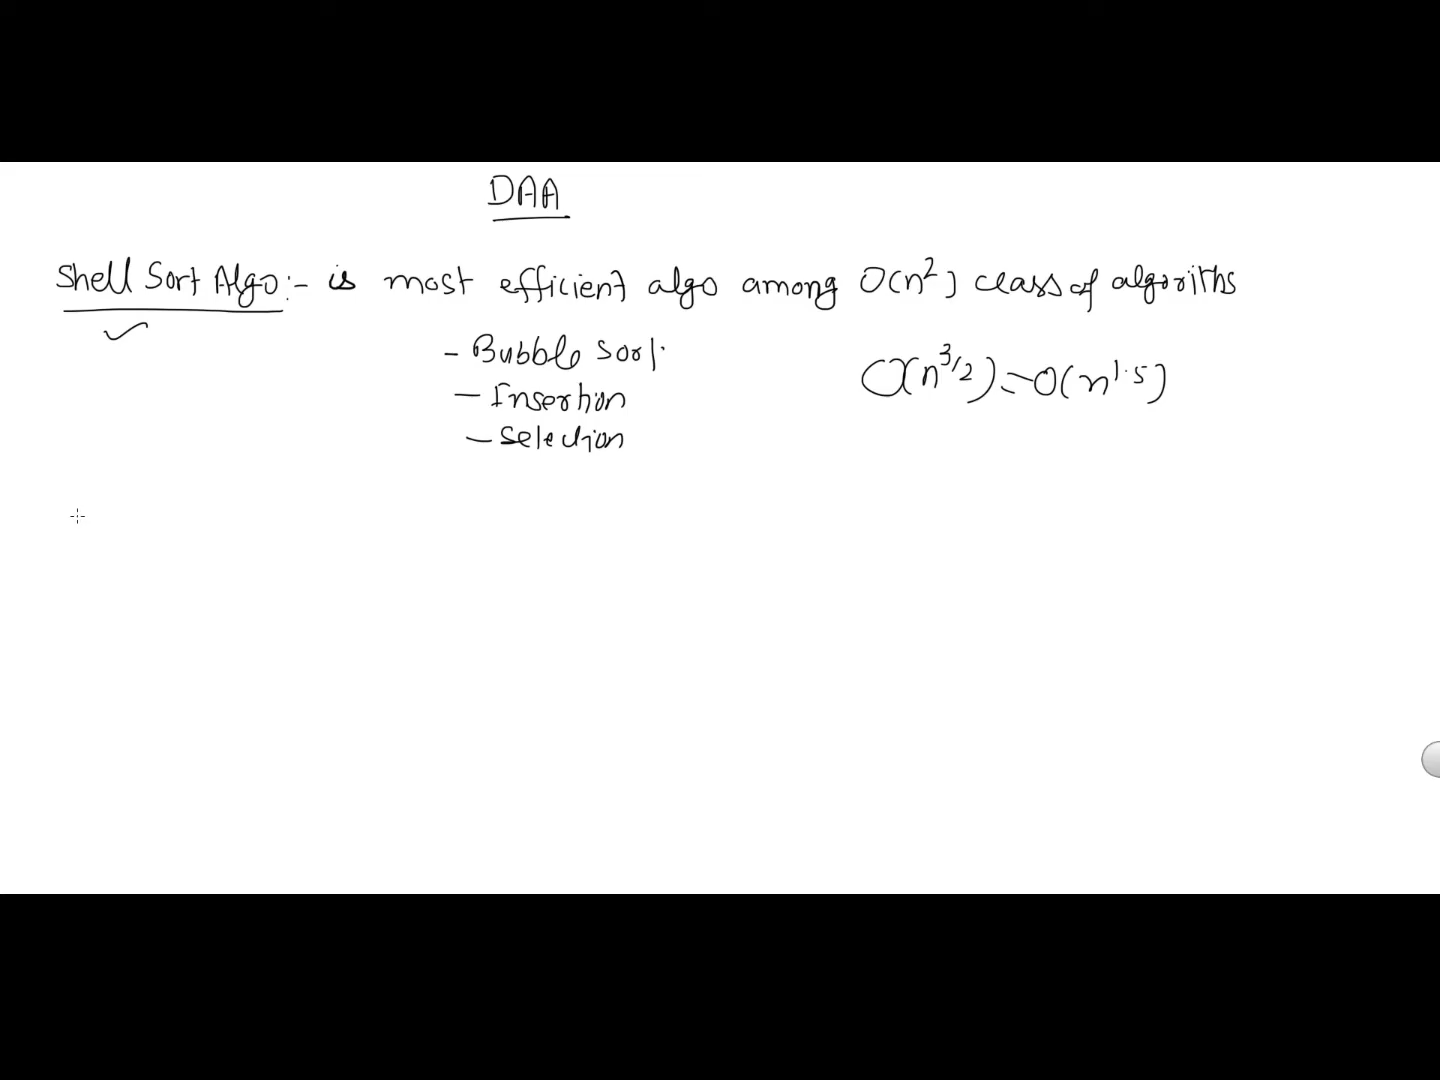 DAA
Shell Sort Algo:- is most efficient algo among O(n²) class of algoriths
- Bubble Sort.
- Insertion
- Selection
O(n^3/2) = O(n^1.5)